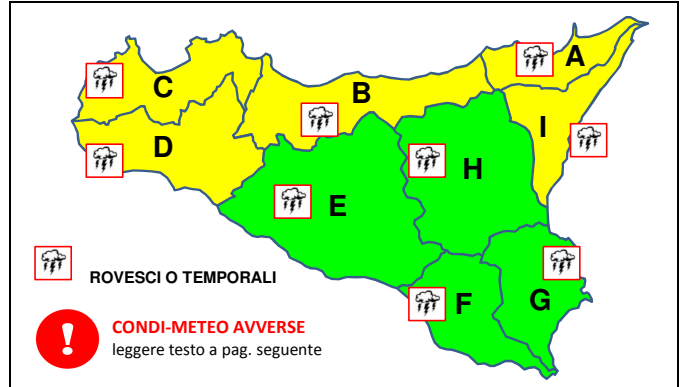 A
C
B
I
D
H
E
F
G
ROVESCI O TEMPORALI
! CONDI-METEO AVVERSE
leggere testo a pag. seguente